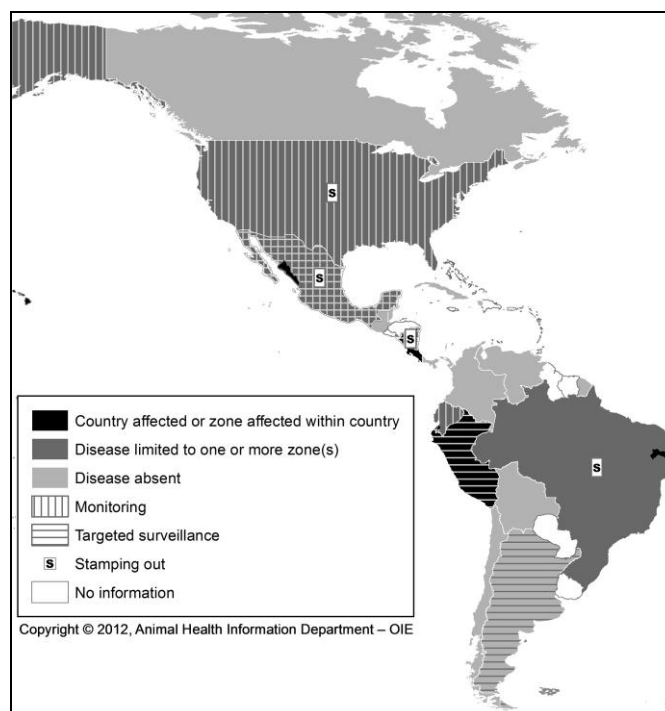 S
S
S
S
Country affected or zone affected within country
Disease limited to one or more zone(s)
Disease absent
Monitoring
Targeted surveillance
S Stamping out
No information
Copyright © 2012, Animal Health Information Department – OIE